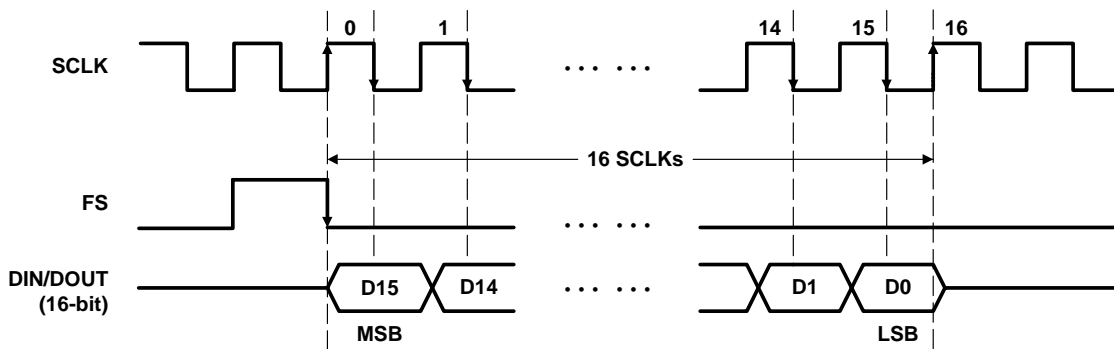 0 1 14 15 16
SCLK … … … …
16 SCLKs
FS … … … …
DIN/DOUT
(16-bit)
D15 D14 … … … … D1 D0
MSB LSB